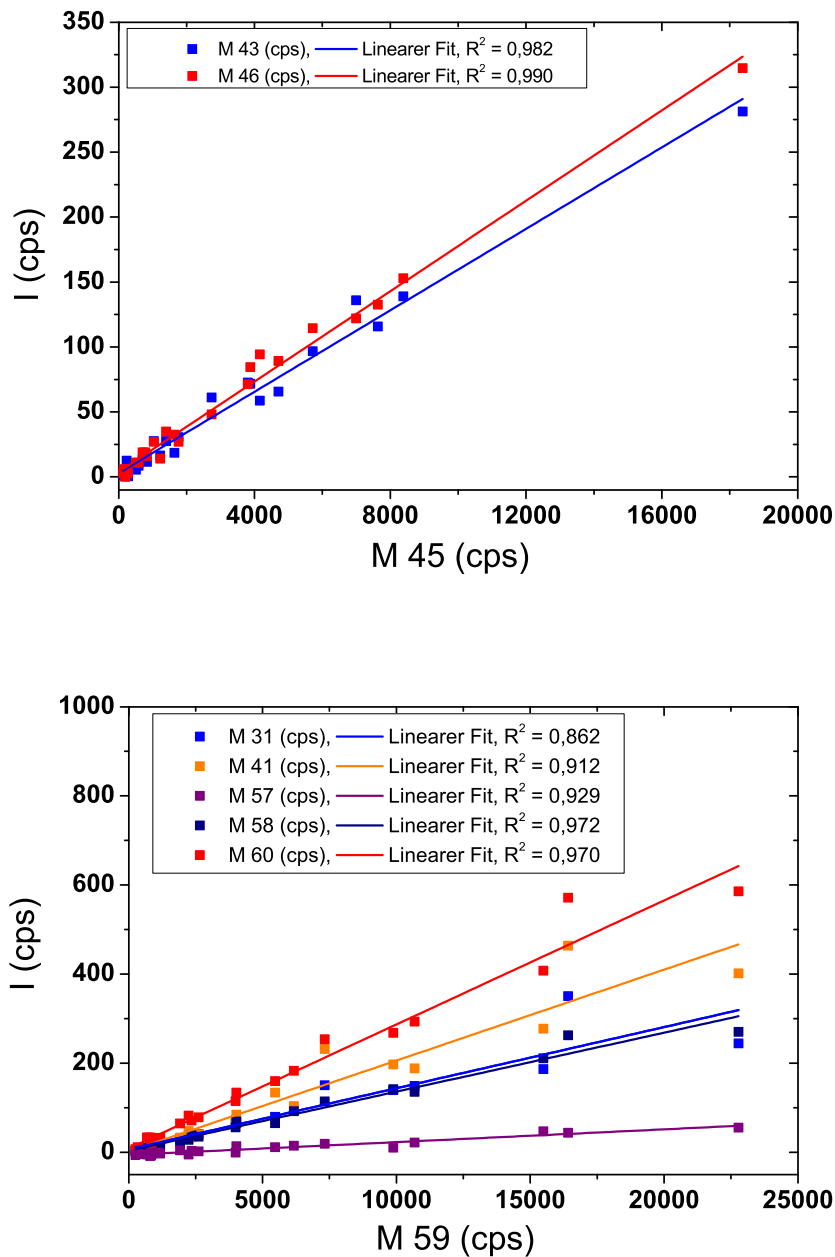 350
300
250
200
150
100
50
0
I (cps)
M 43 (cps), Linearer Fit, R² = 0,982
M 46 (cps), Linearer Fit, R² = 0,990
0 4000 8000 12000 16000 20000
M 45 (cps)
1000
800
600
400
200
0
I (cps)
M 31 (cps), Linearer Fit, R² = 0,862
M 41 (cps), Linearer Fit, R² = 0,912
M 57 (cps), Linearer Fit, R² = 0,929
M 58 (cps), Linearer Fit, R² = 0,972
M 60 (cps), Linearer Fit, R² = 0,970
0 5000 10000 15000 20000 25000
M 59 (cps)